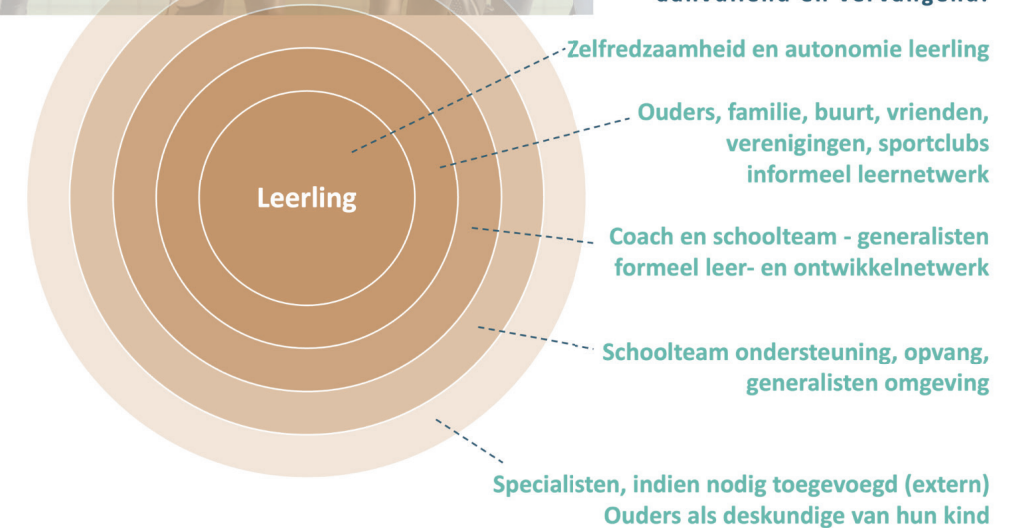 Zelfredzaamheid en autonomie leerling
Ouders, familie, buurt, vrienden,
verenigingen, sportclubs
informeel leernetwerk
Leerling
Coach en schoolteam - generalisten
formeel leer- en ontwikkelnetwerk
Schoolteam ondersteuning, opvang,
generalisten omgeving
Specialisten, indien nodig toegevoegd (extern)
Ouders als deskundige van hun kind